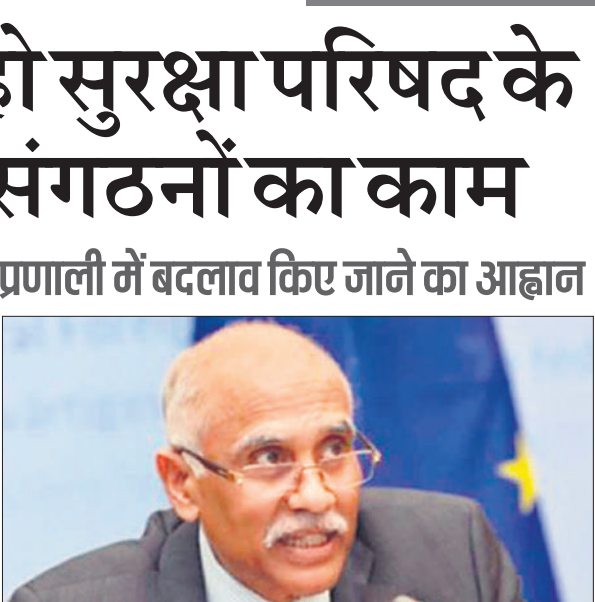 हो सुरक्षा परिषद के
संगठनों का काम
प्रणाली में बदलाव किए जाने का आह्वान